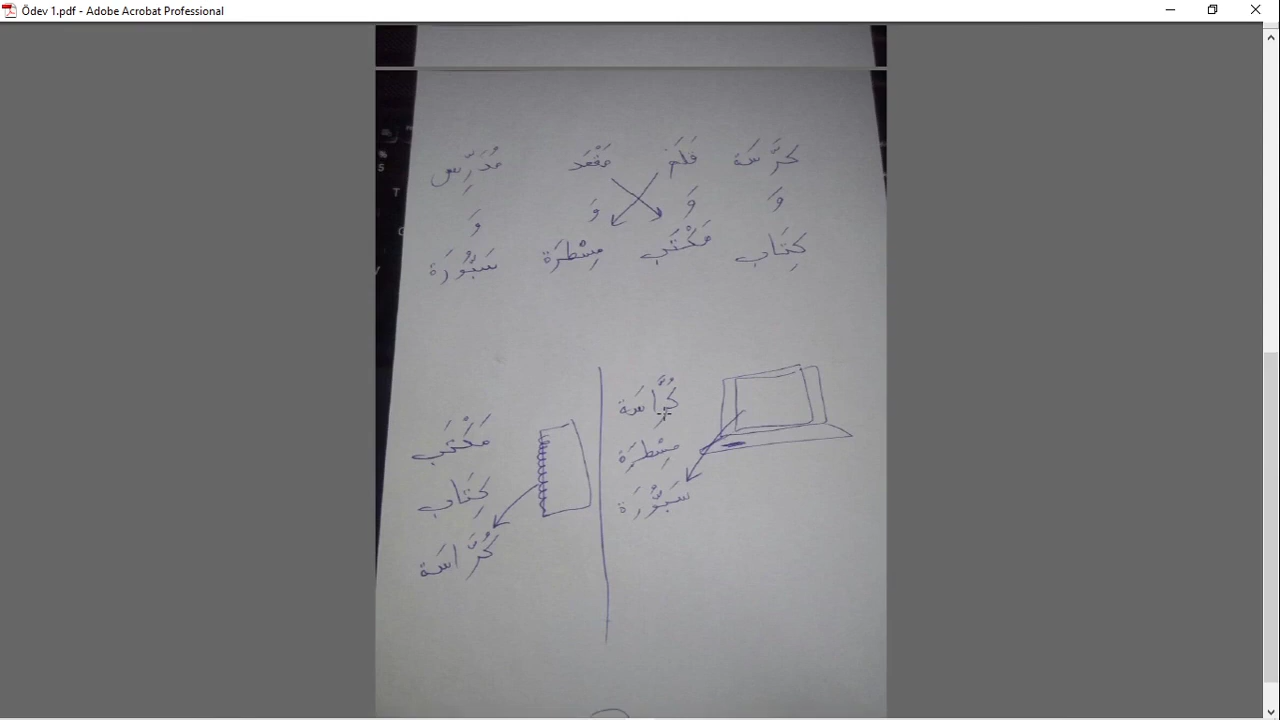 Ödev 1.pdf - Adobe Acrobat Professional
كَرَّسَة قَلَم مَقْعَد مُدَرِّس
وَ وَ وَ وَ
كِتَاب مَكْتَب مِسْطَرَة سَبُّورَة
كُرَّاسَة
مِسْطَرَة
سَبُّورَة
مَكْتَب
كِتَاب
كُرَّاسَة